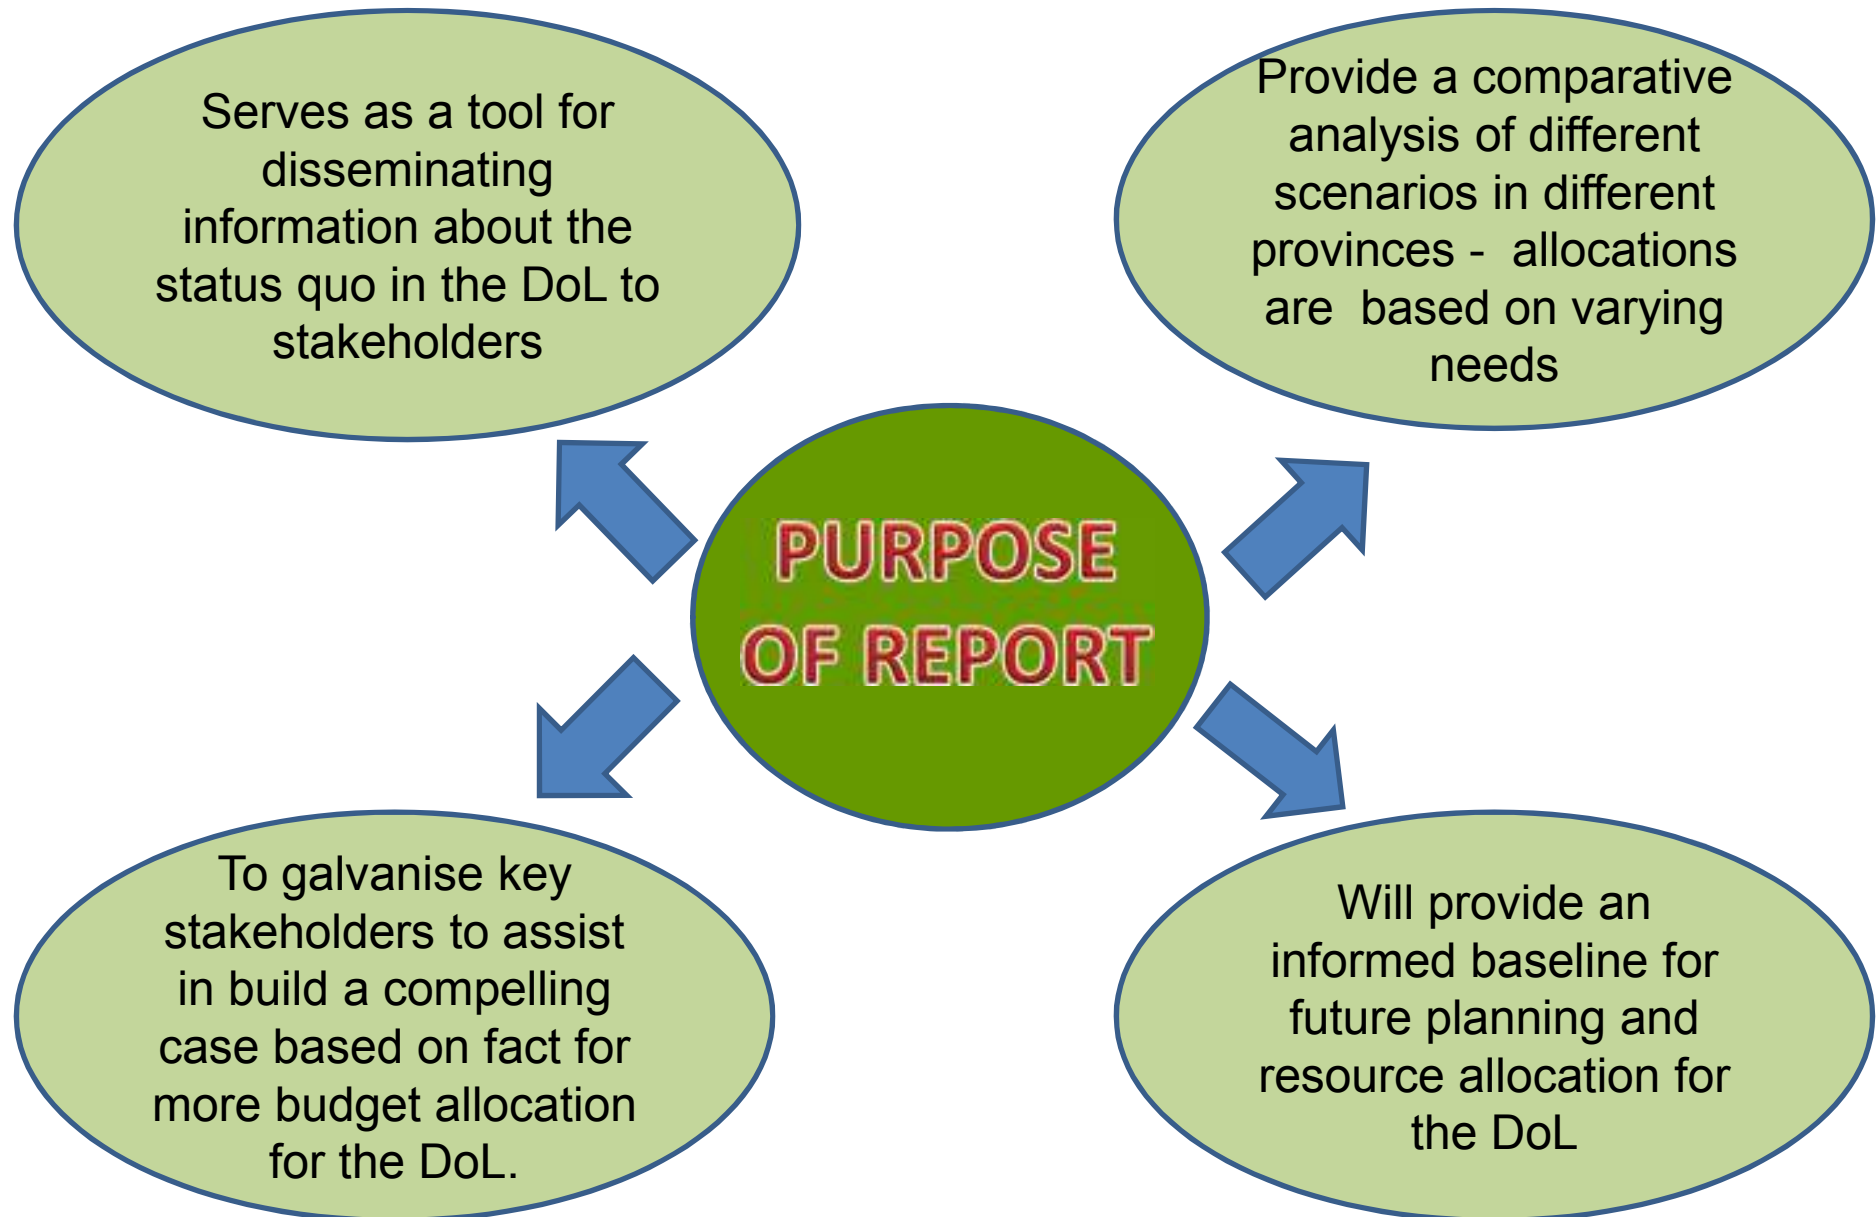 Serves as a tool for
disseminating
information about the
status quo in the DoL to
stakeholders
Provide a comparative
analysis of different
scenarios in different
provinces -  allocations
are  based on varying
needs
PURPOSE
OF REPORT
To galvanise key
stakeholders to assist
in build a compelling
case based on fact for
more budget allocation
for the DoL.
Will provide an
informed baseline for
future planning and
resource allocation for
the DoL